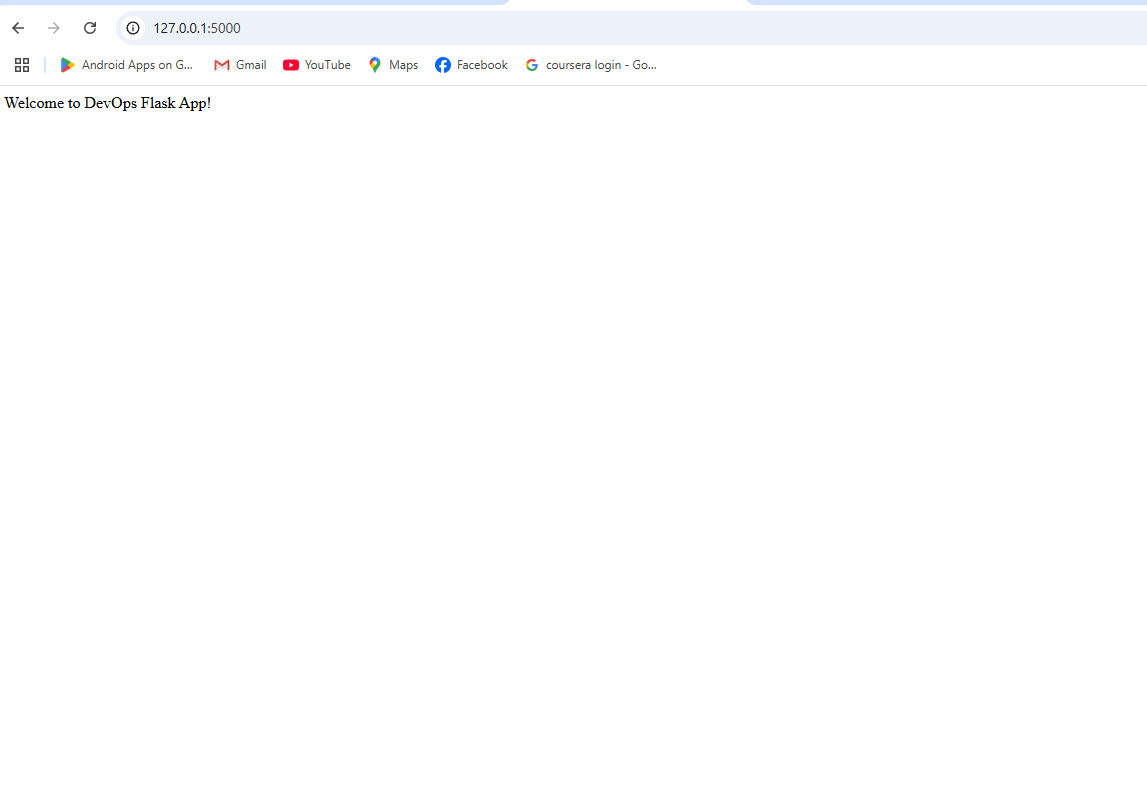 127.0.0.1:5000
Android Apps on G... Gmail YouTube Maps Facebook coursera login - Go...
Welcome to DevOps Flask App!